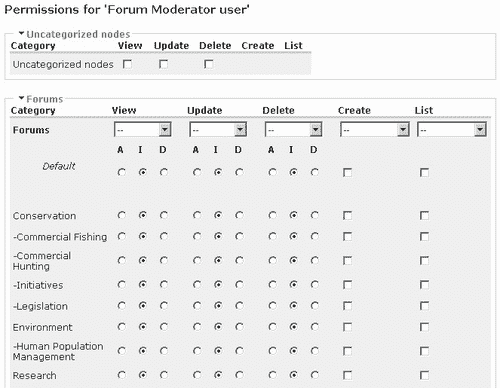 Permissions for 'Forum Moderator user'
Uncategorized nodes
Category View Update Delete Create List
Uncategorized nodes
Forums
Category View Update Delete Create List
Forums -- -- -- -- --
A I D A I D A I D
Default
Conservation
-Commercial Fishing
-Commercial
Hunting
-Initiatives
-Legislation
Environment
-Human Population
Management
Research